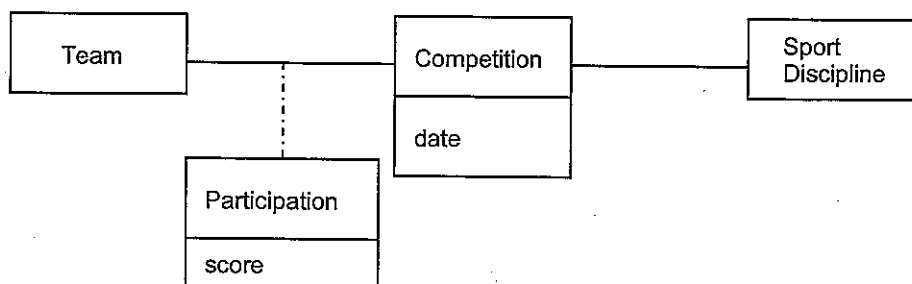 Team
Competition
date
Sport
Discipline
Participation
score